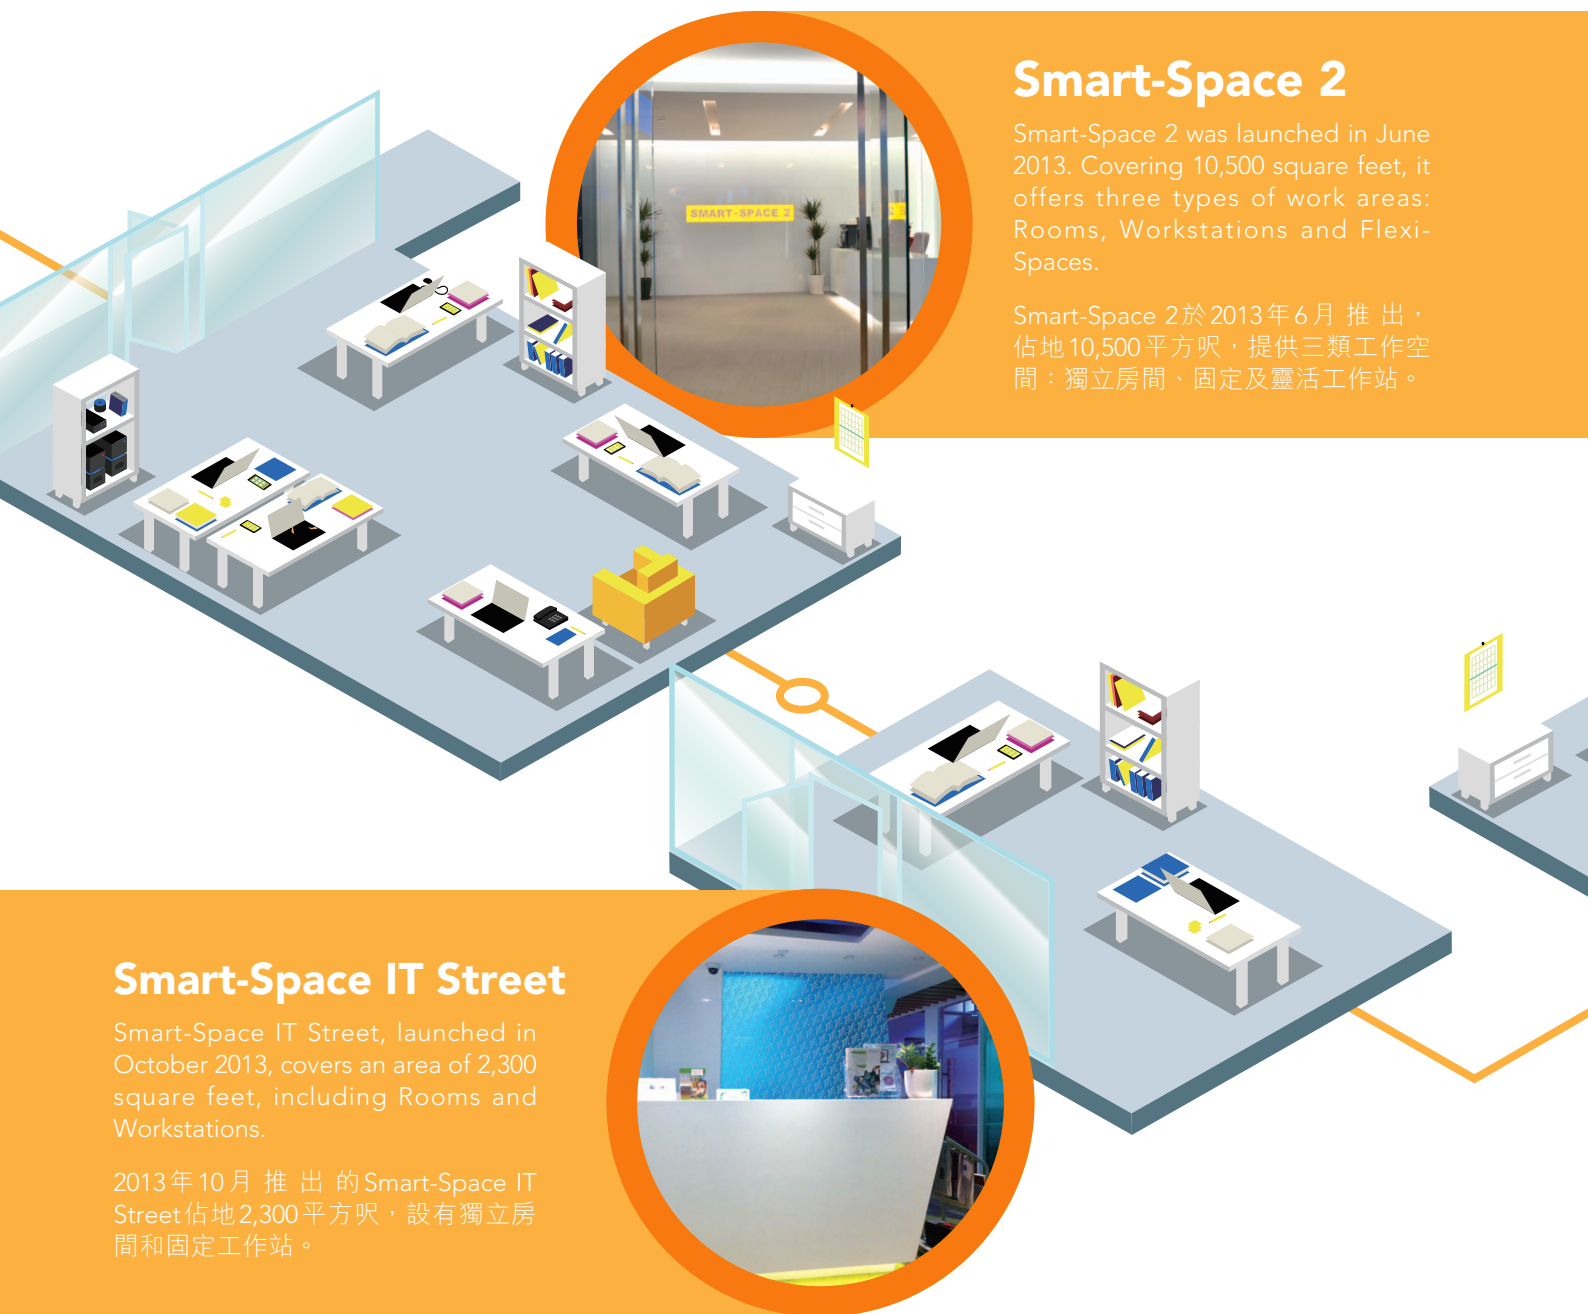 Smart-Space 2
Smart-Space 2 was launched in June
2013. Covering 10,500 square feet, it
offers three types of work areas:
Rooms, Workstations and Flexi-
Spaces.
Smart-Space 2於2013年6月推出，
佔地10,500平方呎，提供三類工作空
間：獨立房間、固定及靈活工作站。
SMART-SPACE 2
Smart-Space IT Street
Smart-Space IT Street, launched in
October 2013, covers an area of 2,300
square feet, including Rooms and
Workstations.
2013年10月推出的Smart-Space IT
Street佔地2,300平方呎，設有獨立房
間和固定工作站。